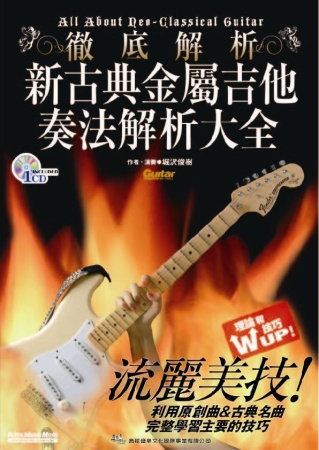 All About Neo-Classical Guitar
徹底解析
新古典金屬吉他
奏法解析大全
作者・演奏●堀沢俊樹
Guitar
INCLUDED
1CD
Fender
理論與技巧
W UP!
流麗美技!
利用原創曲&古典名曲
完整學習主要的技巧